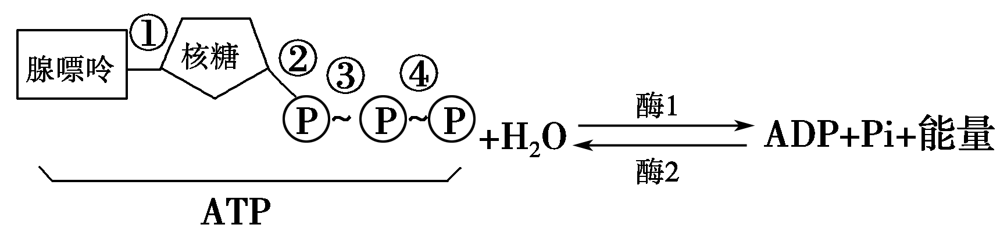 腺嘌呤 ① 核糖 ② ③ ④
P~P~P+H₂O 酶1 ADP+Pi+能量
酶2
ATP